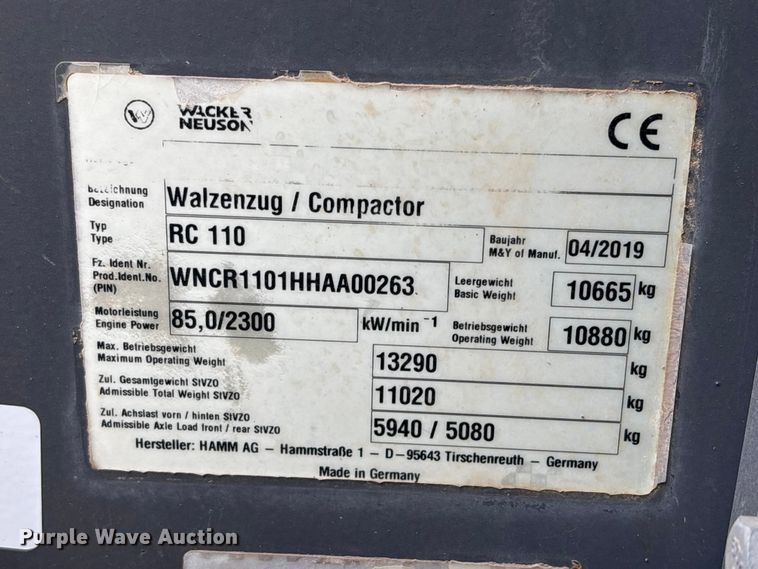 WACKER
NEUSON
CE
Designation
Walzenzug / Compactor
Typ
Type
RC 110
Baujahr
M&Y of Manuf.
04/2019
Fz. Ident Nr.
Prod.Ident.No.
(PIN)
WNCR1101HHAA00263
Leergewicht
Basic Weight
10665 kg
Motorleistung
Engine Power
85,0/2300
kW/min -1
Betriebsgewicht
Operating Weight
10880 kg
Max. Betriebsgewicht
Maximum Operating Weight
13290 kg
Zul. Gesamtgewicht StVZO
Admissible Total Weight StVZO
11020 kg
Zul. Achslast vorn / hinten StVZO
Admissible Axle Load front / rear StVZO
5940 / 5080 kg
Hersteller: HAMM AG – Hammstraße 1 – D-95643 Tirschenreuth – Germany
Made in Germany
Purple Wave Auction